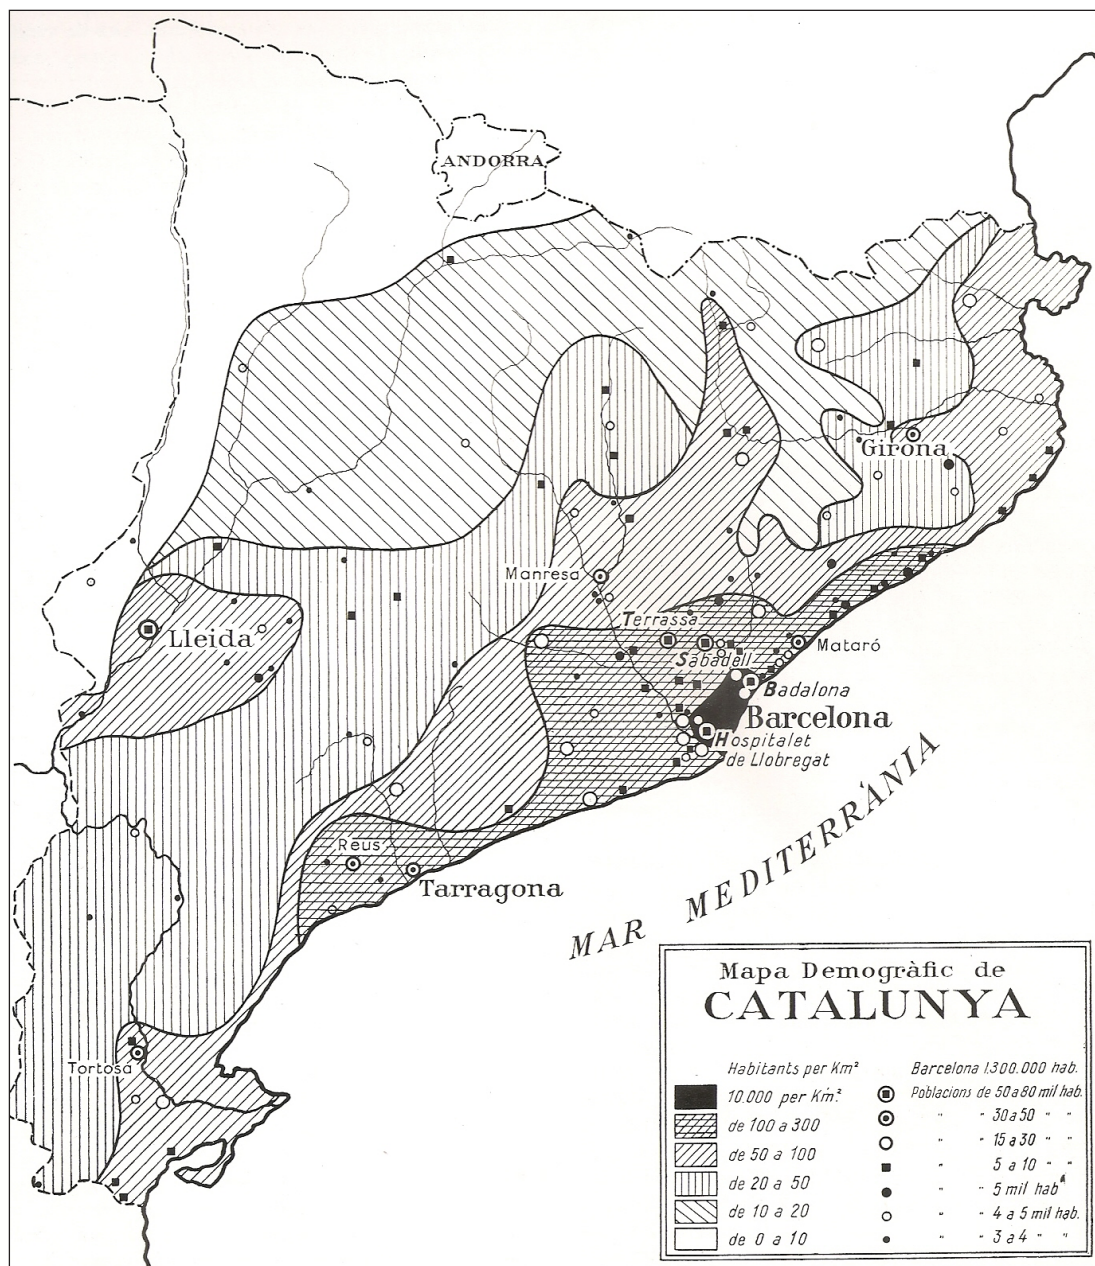 ANDORRA
Girona
Manresa
Lleida
Terrassa
Sabadell
Mataró
Badalona
Barcelona
Hospitalet
de Llobregat
Reus
Tarragona
MAR MEDITERRÀNIA
Tortosa
Mapa Demogràfic de
CATALUNYA
Habitants per Km²
10.000 per Km²
de 100 a 300
de 50 a 100
de 20 a 50
de 10 a 20
de 0 a 10
Barcelona 1.300.000 hab.
Poblacions de 50 a 80 mil hab.
" " 30 a 50 " "
" " 15 a 30 " "
" " 5 a 10 " "
" " 5 mil hab
" " 4 a 5 mil hab.
" " 3 a 4 " "